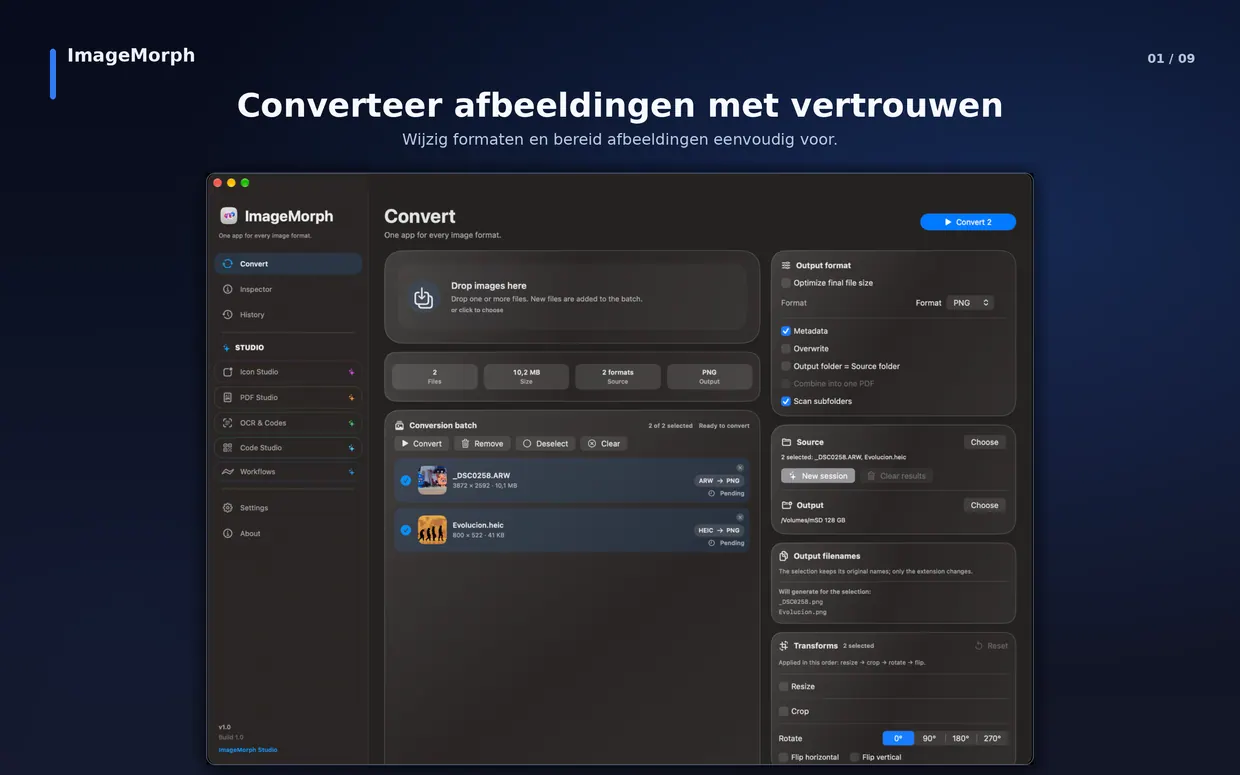 ImageMorph
01 / 09
Converteer afbeeldingen met vertrouwen
Wijzig formaten en bereid afbeeldingen eenvoudig voor.
ImageMorph
One app for every image format.
Convert
Inspector
History
STUDIO
Icon Studio
PDF Studio
OCR & Codes
Code Studio
Workflows
Settings
About
v1.0
Build 1.0
ImageMorph Studio
Convert
One app for every image format.
Convert 2
Drop images here
Drop one or more files. New files are added to the batch.
or click to choose
2 10,2 MB 2 formats PNG
Files Size Source Output
Conversion batch 2 of 2 selected Ready to convert
Convert Remove Deselect Clear
_DSC0258.ARW
3872 × 2592 · 10,1 MB
ARW → PNG
Pending
Evolucion.heic
800 × 522 · 41 KB
HEIC → PNG
Pending
Output format
Optimize final file size
Format Format PNG
Metadata
Overwrite
Output folder = Source folder
Combine into one PDF
Scan subfolders
Source Choose
2 selected: _DSC0258.ARW, Evolucion.heic
New session Clear results
Output Choose
/Volumes/mSD 128 GB
Output filenames
The selection keeps its original names; only the extension changes.
Will generate for the selection:
_DSC0258.png
Evolucion.png
Transforms 2 selected Reset
Applied in this order: resize → crop → rotate → flip.
Resize
Crop
Rotate 0° 90° 180° 270°
Flip horizontal Flip vertical